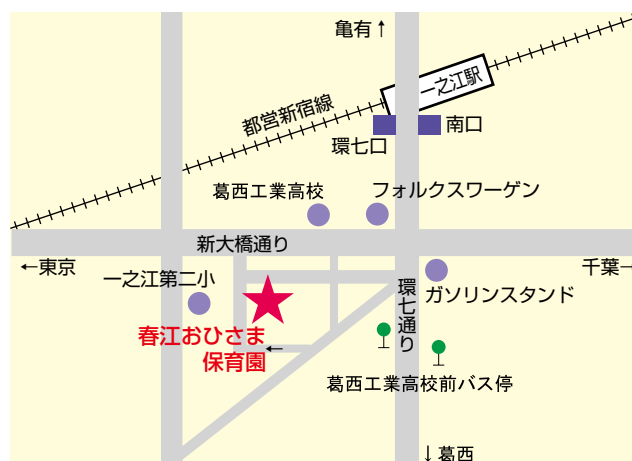 亀有↑
一之江駅
都営新宿線
環七口
南口
葛西工業高校
フォルクスワーゲン
新大橋通り
←東京
千葉→
一之江第二小
ガソリンスタンド
環七通り
春江おひさま
保育園
←
葛西工業高校前バス停
↓葛西